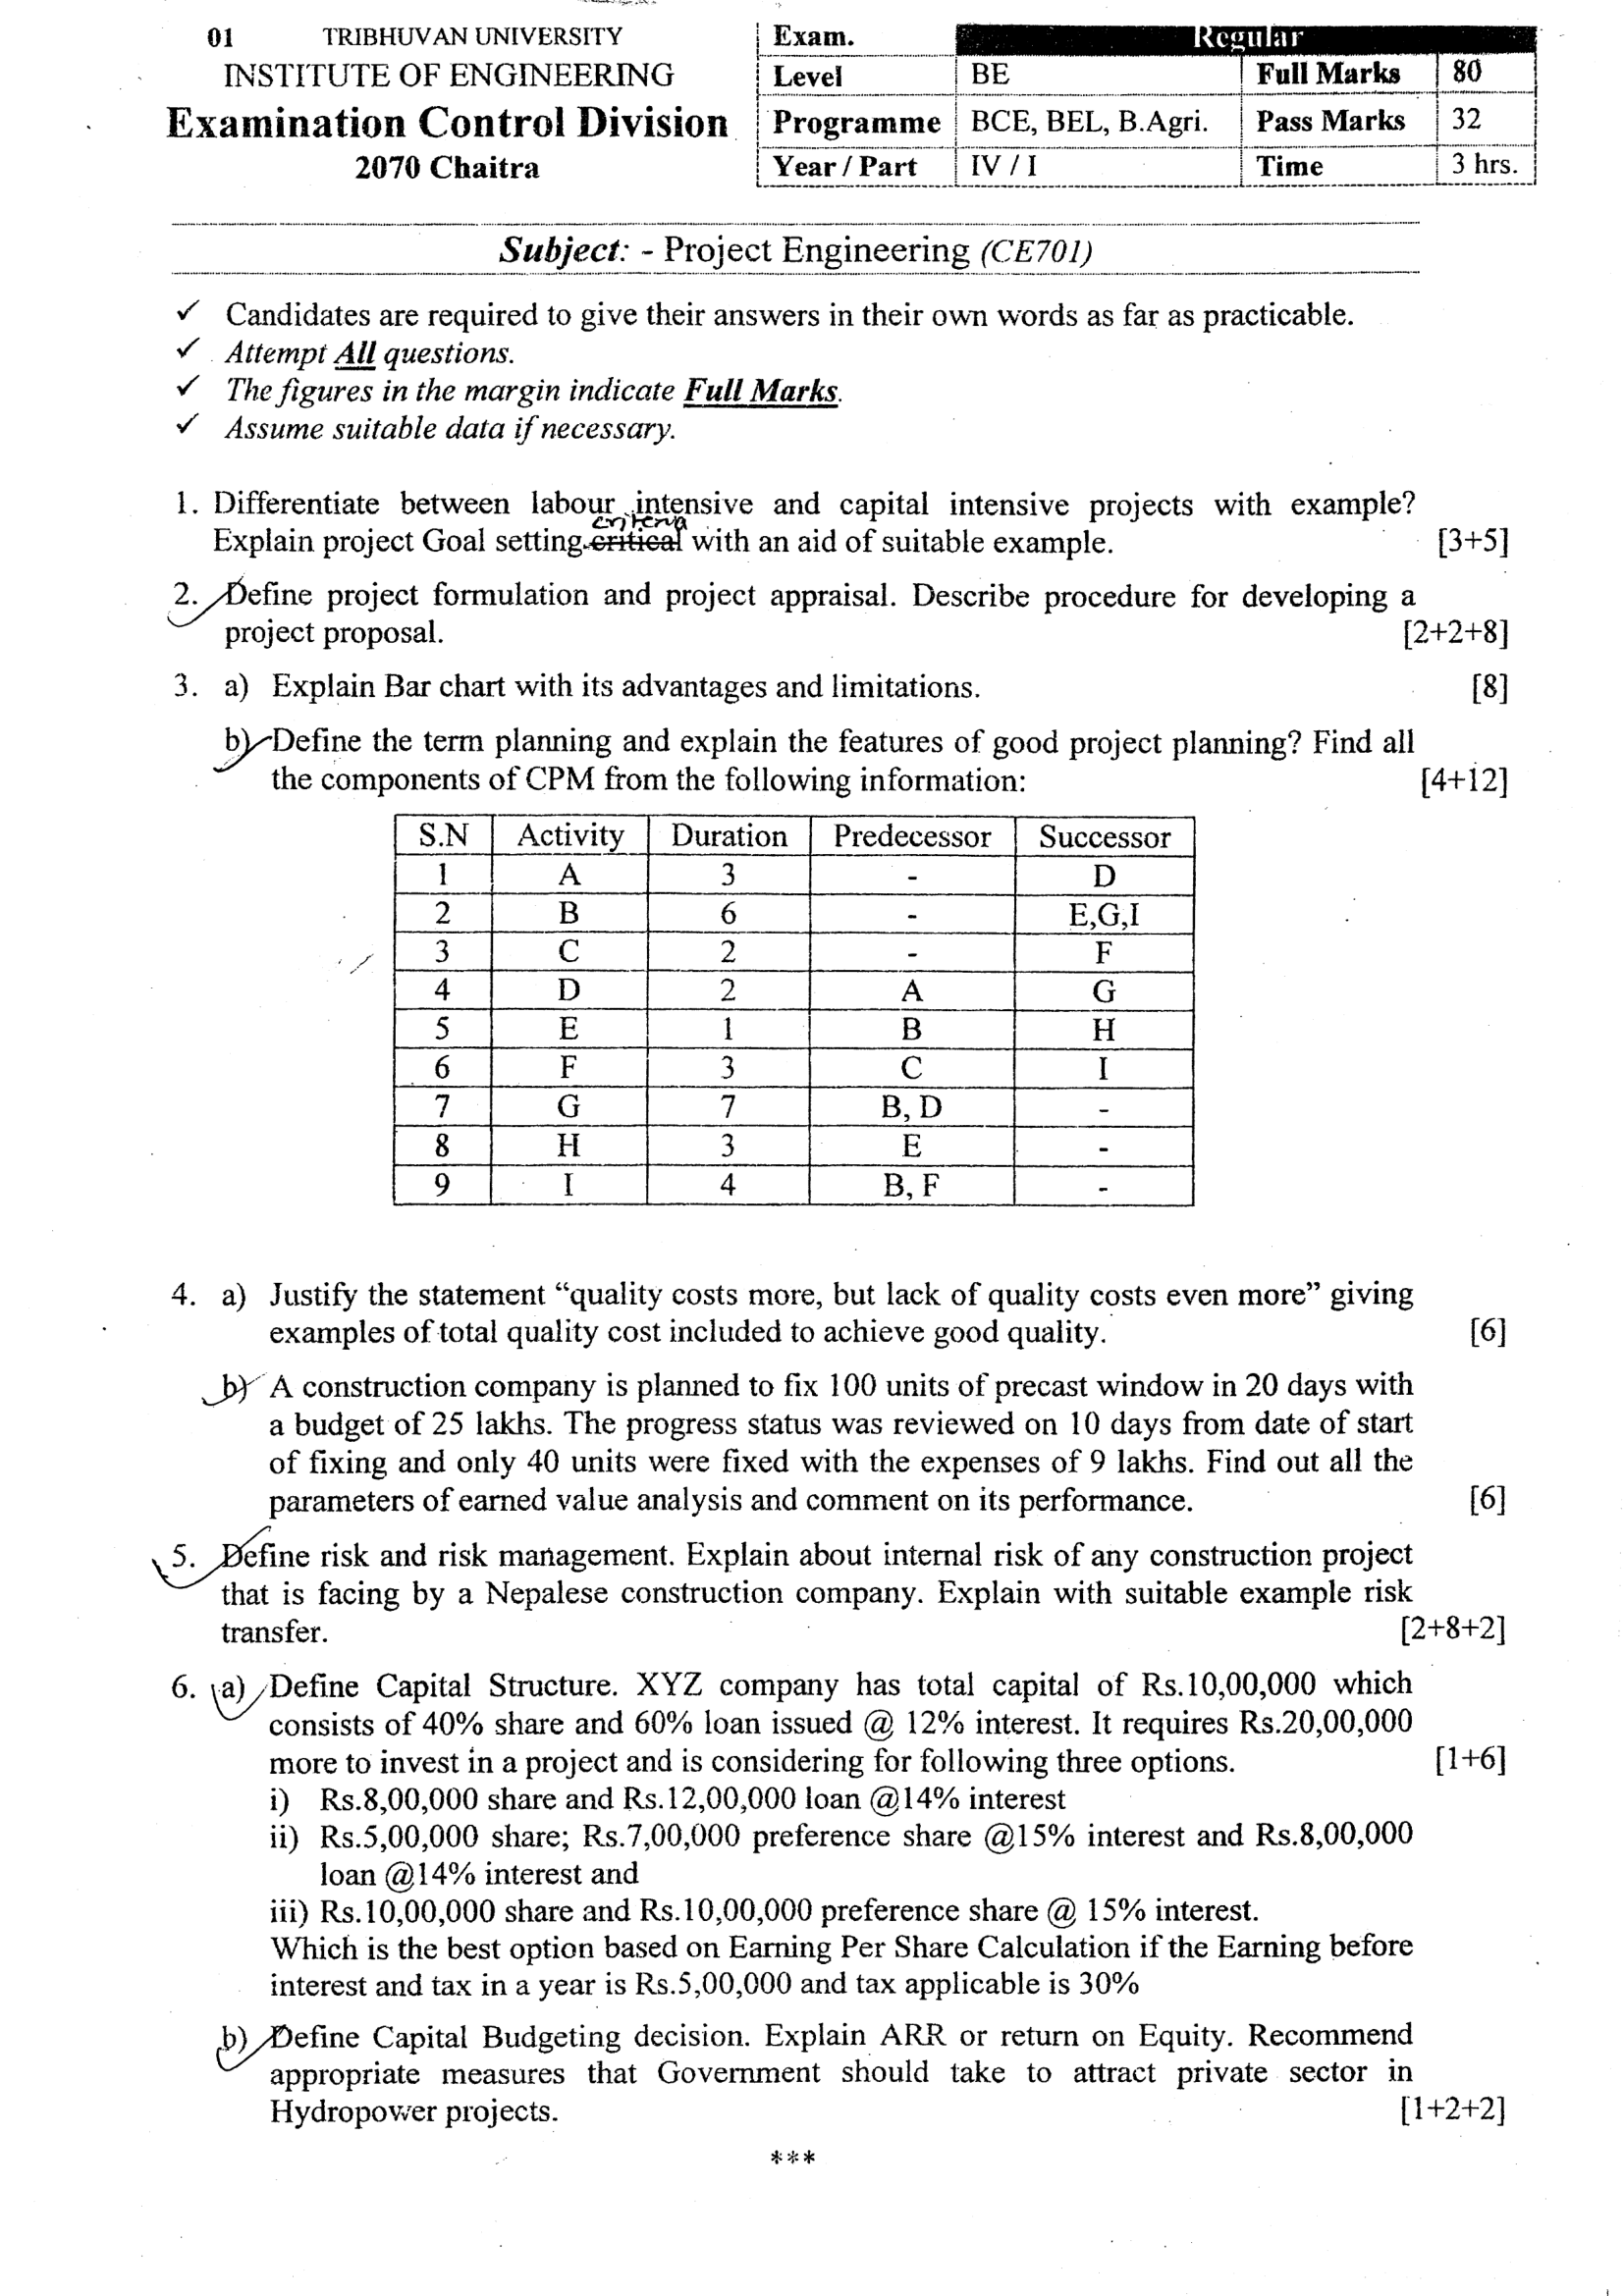 01 TRIBHUVAN UNIVERSITY
INSTITUTE OF ENGINEERING
Examination Control Division
2070 Chaitra
Exam. Regular
Level BE Full Marks 80
Programme BCE, BEL, B.Agri. Pass Marks 32
Year / Part IV / I Time 3 hrs.
Subject: - Project Engineering (CE701)
✓ Candidates are required to give their answers in their own words as far as practicable.
✓ Attempt All questions.
✓ The figures in the margin indicate Full Marks.
✓ Assume suitable data if necessary.
1. Differentiate between labour intensive and capital intensive projects with example?
criteria
Explain project Goal setting critical with an aid of suitable example. [3+5]
2. Define project formulation and project appraisal. Describe procedure for developing a
project proposal. [2+2+8]
3. a) Explain Bar chart with its advantages and limitations. [8]
b) Define the term planning and explain the features of good project planning? Find all
the components of CPM from the following information: [4+12]
S.N Activity Duration Predecessor Successor
1 A 3 - D
2 B 6 - E,G,I
3 C 2 - F
4 D 2 A G
5 E 1 B H
6 F 3 C I
7 G 7 B, D -
8 H 3 E -
9 I 4 B, F -
4. a) Justify the statement “quality costs more, but lack of quality costs even more” giving
examples of total quality cost included to achieve good quality. [6]
b) A construction company is planned to fix 100 units of precast window in 20 days with
a budget of 25 lakhs. The progress status was reviewed on 10 days from date of start
of fixing and only 40 units were fixed with the expenses of 9 lakhs. Find out all the
parameters of earned value analysis and comment on its performance. [6]
5. Define risk and risk management. Explain about internal risk of any construction project
that is facing by a Nepalese construction company. Explain with suitable example risk
transfer. [2+8+2]
6. a) Define Capital Structure. XYZ company has total capital of Rs.10,00,000 which
consists of 40% share and 60% loan issued @ 12% interest. It requires Rs.20,00,000
more to invest in a project and is considering for following three options. [1+6]
i) Rs.8,00,000 share and Rs.12,00,000 loan @14% interest
ii) Rs.5,00,000 share; Rs.7,00,000 preference share @15% interest and Rs.8,00,000
loan @14% interest and
iii) Rs.10,00,000 share and Rs.10,00,000 preference share @ 15% interest.
Which is the best option based on Earning Per Share Calculation if the Earning before
interest and tax in a year is Rs.5,00,000 and tax applicable is 30%
b) Define Capital Budgeting decision. Explain ARR or return on Equity. Recommend
appropriate measures that Government should take to attract private sector in
Hydropower projects. [1+2+2]
***